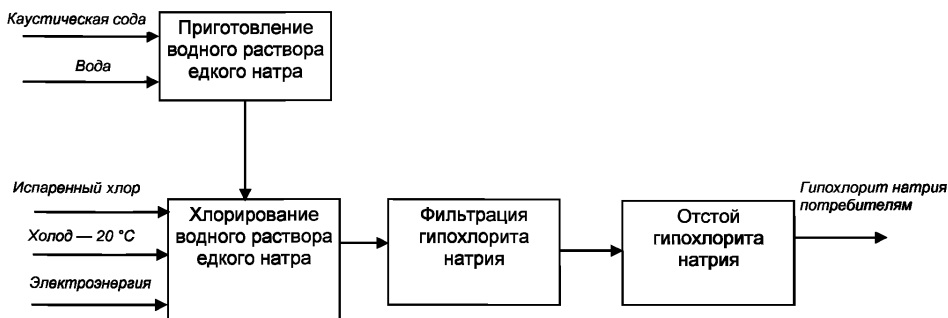 Каустическая сода
Вода
Приготовление
водного раствора
едкого натра
Испаренный хлор
Холод — 20 °С
Электроэнергия
Хлорирование
водного раствора
едкого натра
Фильтрация
гипохлорита
натрия
Отстой
гипохлорита
натрия
Гипохлорит натрия
потребителям